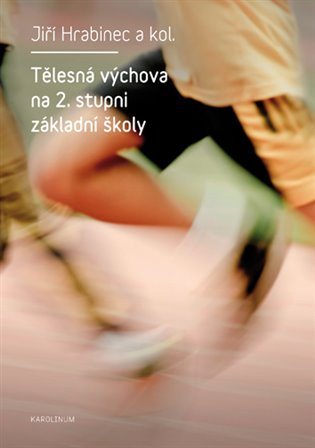 Jiří Hrabinec a kol.
Tělesná výchova
na 2. stupni
základní školy
KAROLINUM